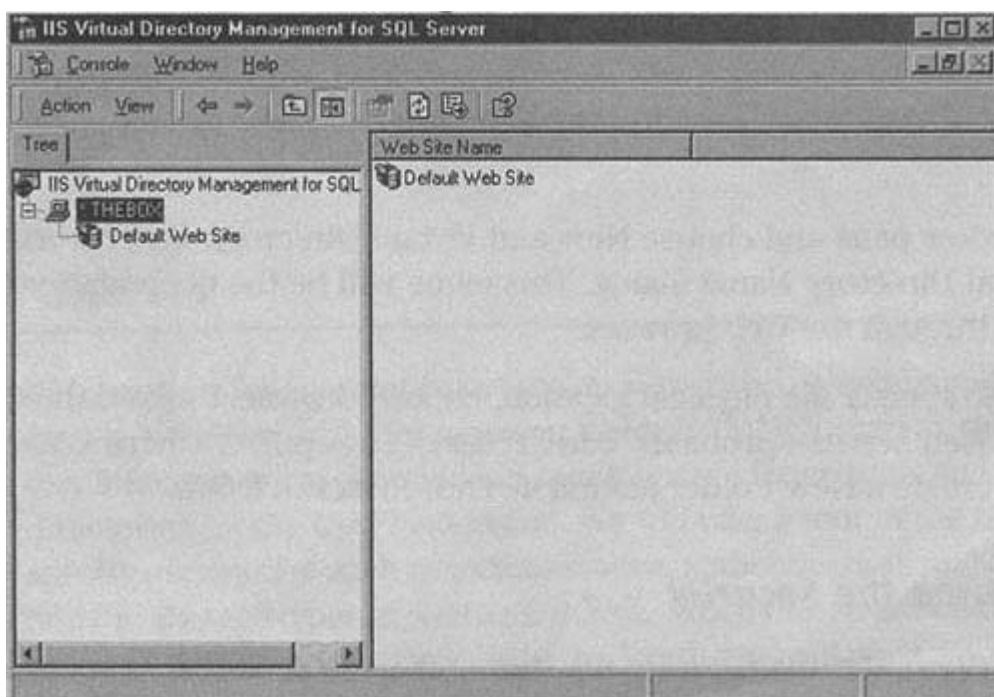 IIS Virtual Directory Management for SQL Server
Console Window Help
Action View
Tree
Web Site Name
IIS Virtual Directory Management for SQL
Default Web Site
THEBOX
Default Web Site